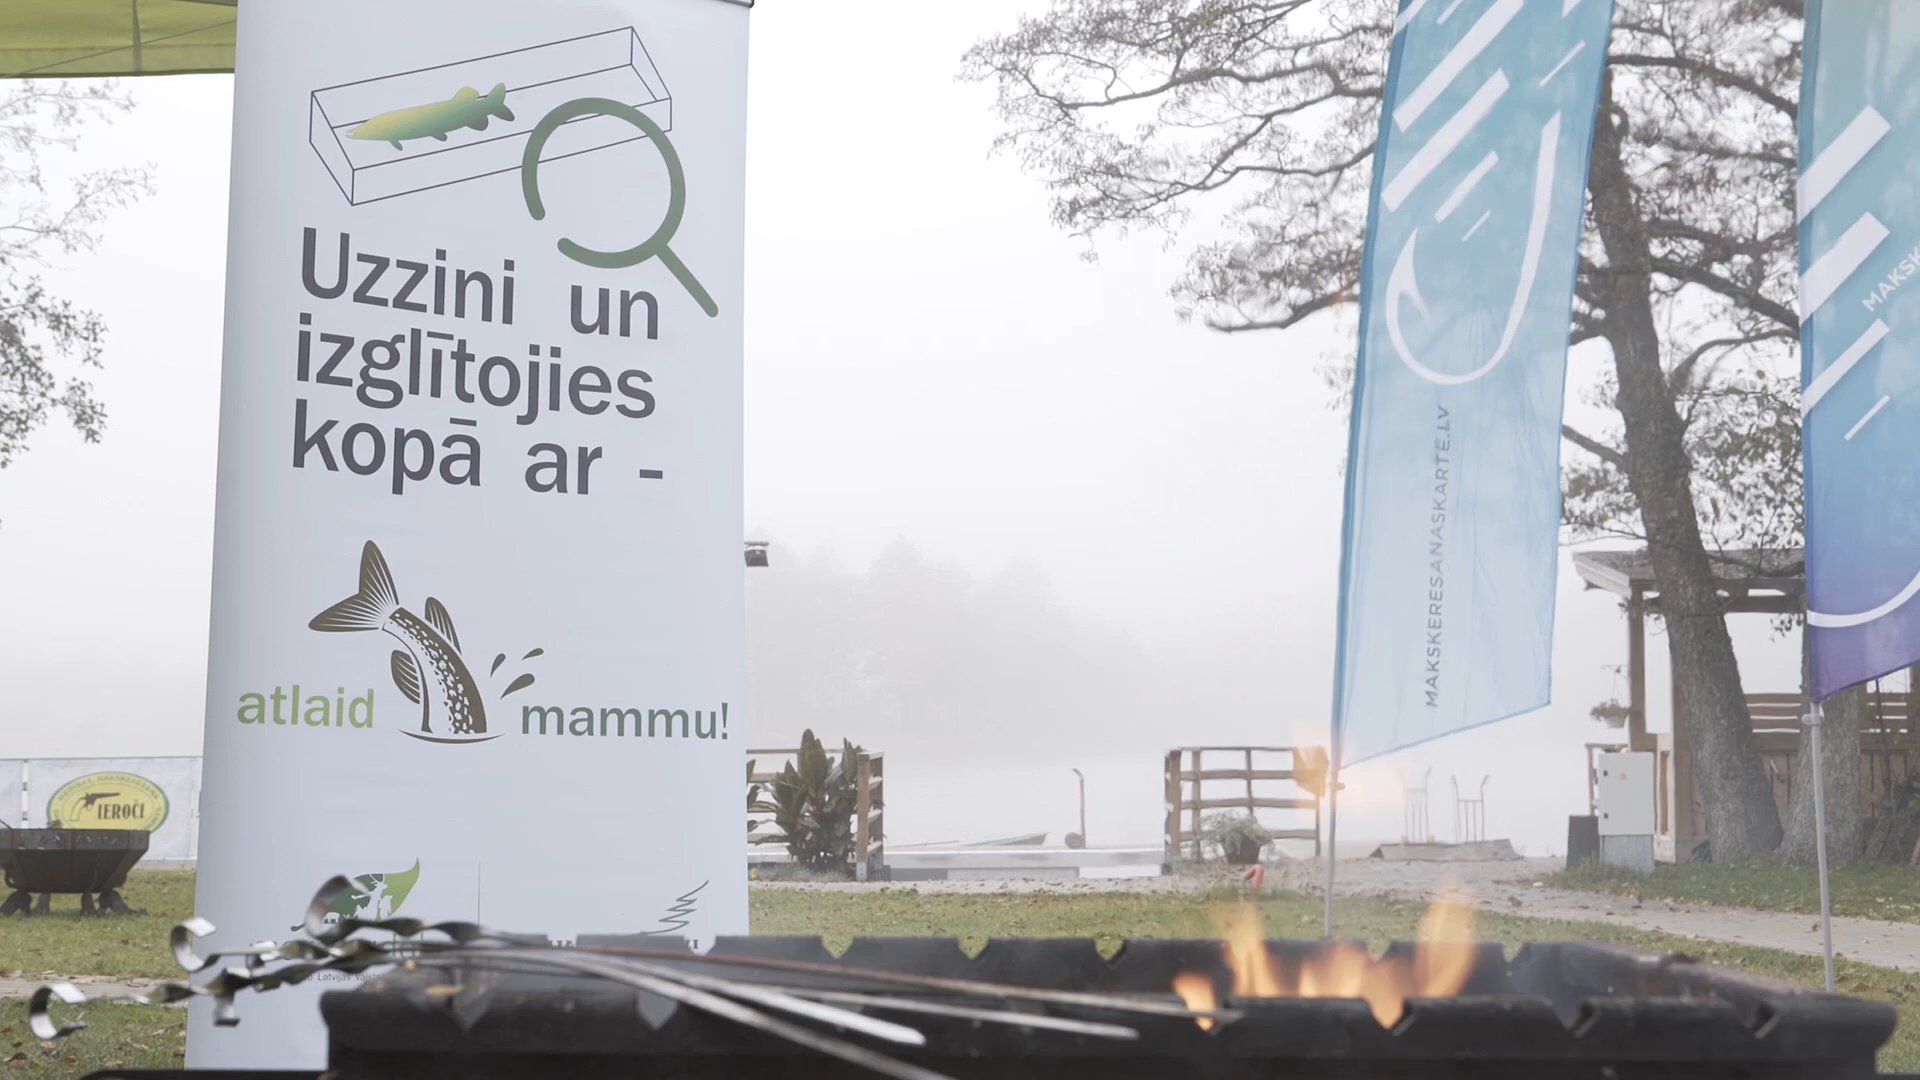 Uzzini un
izglītojies
kopā ar -
atlaid mammu!
MAKSKERESANASKARTE.LV
IEROČI